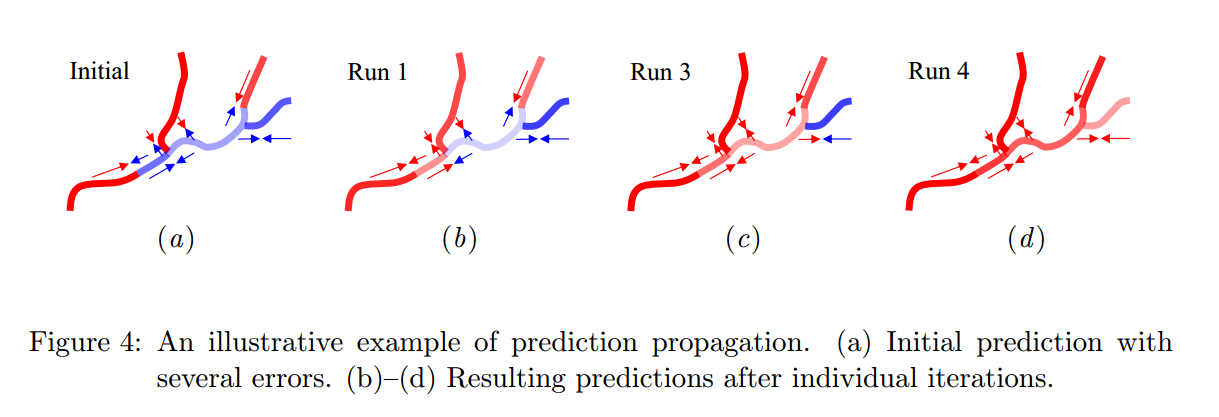 Initial
Run 1
Run 3
Run 4
(a)
(b)
(c)
(d)
Figure 4: An illustrative example of prediction propagation. (a) Initial prediction with
several errors. (b)–(d) Resulting predictions after individual iterations.